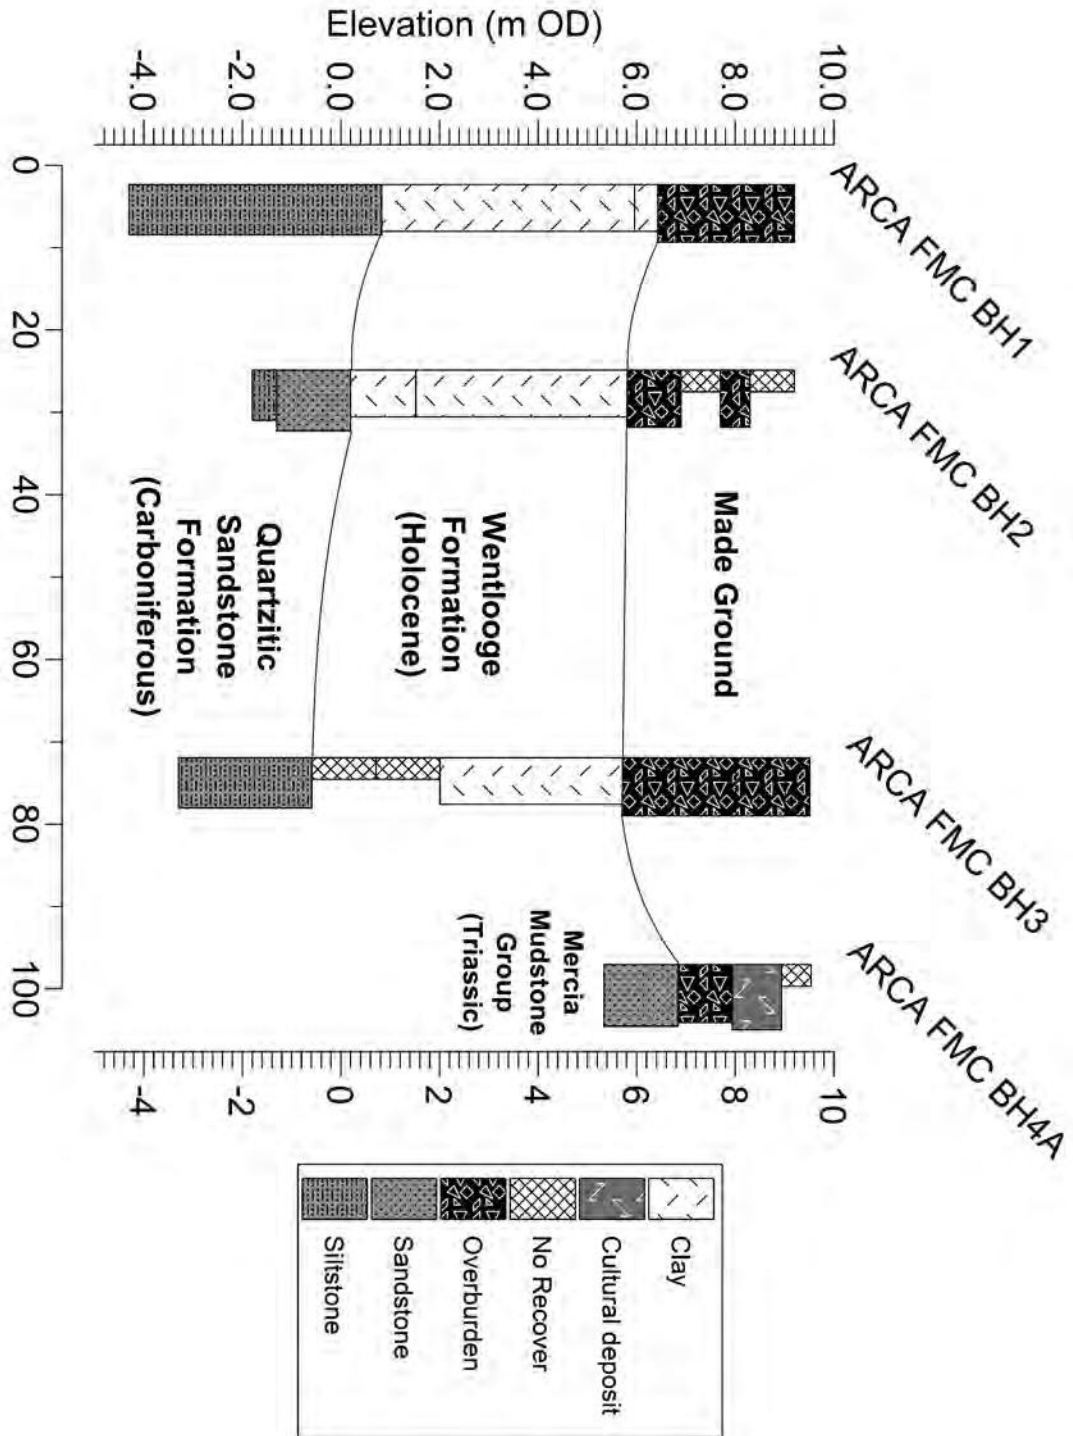 ARCA FMC BH1
ARCA FMC BH2
ARCA FMC BH3
ARCA FMC BH4A
Elevation (m OD)
10.0
8.0
6.0
4.0
2.0
0.0
-2.0
-4.0
10
8
6
4
2
0
-2
-4
Made Ground
Wentlooge
Formation
(Holocene)
Mercia
Mudstone
Group
(Triassic)
Quartzitic
Sandstone
Formation
(Carboniferous)
0
20
40
60
80
100
Clay
Cultural deposit
No Recover
Overburden
Sandstone
Siltstone